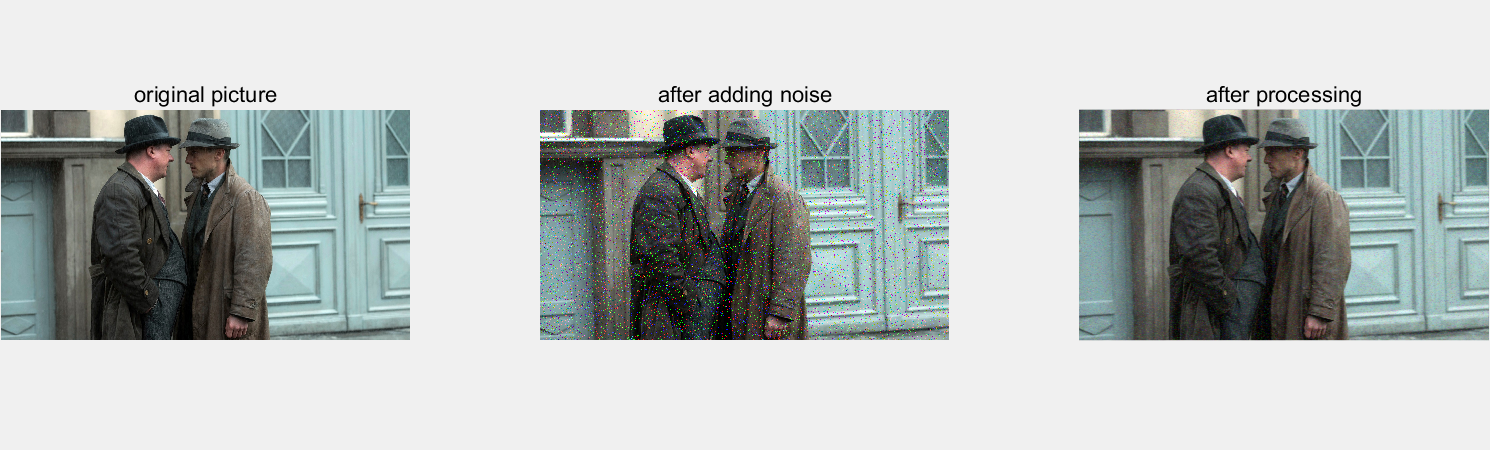 original picture
after adding noise
after processing